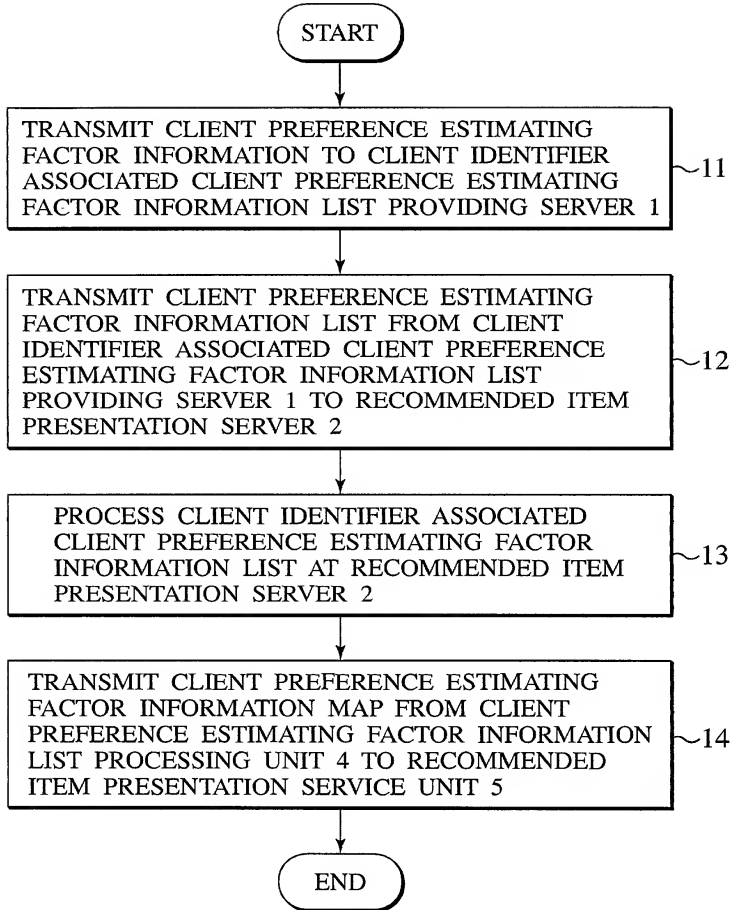 START
TRANSMIT CLIENT PREFERENCE ESTIMATING
FACTOR INFORMATION TO CLIENT IDENTIFIER
ASSOCIATED CLIENT PREFERENCE ESTIMATING
FACTOR INFORMATION LIST PROVIDING SERVER 1
11
TRANSMIT CLIENT PREFERENCE ESTIMATING
FACTOR INFORMATION LIST FROM CLIENT
IDENTIFIER ASSOCIATED CLIENT PREFERENCE
ESTIMATING FACTOR INFORMATION LIST
PROVIDING SERVER 1 TO RECOMMENDED ITEM
PRESENTATION SERVER 2
12
PROCESS CLIENT IDENTIFIER ASSOCIATED
CLIENT PREFERENCE ESTIMATING FACTOR
INFORMATION LIST AT RECOMMENDED ITEM
PRESENTATION SERVER 2
13
TRANSMIT CLIENT PREFERENCE ESTIMATING
FACTOR INFORMATION MAP FROM CLIENT
PREFERENCE ESTIMATING FACTOR INFORMATION
LIST PROCESSING UNIT 4 TO RECOMMENDED
ITEM PRESENTATION SERVICE UNIT 5
14
END